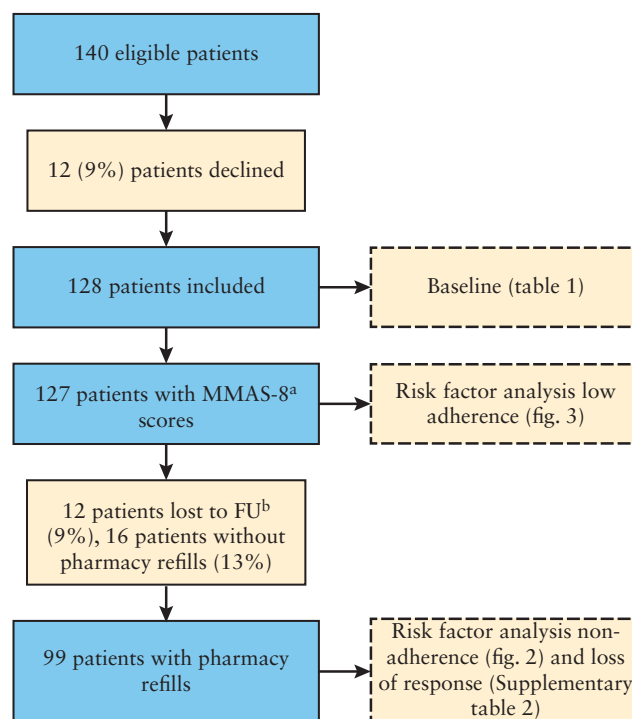 140 eligible patients
12 (9%) patients declined
128 patients included
Baseline (table 1)
127 patients with MMAS-8ᵃ
scores
Risk factor analysis low
adherence (fig. 3)
12 patients lost to FUᵇ
(9%), 16 patients without
pharmacy refills (13%)
99 patients with pharmacy
refills
Risk factor analysis non-
adherence (fig. 2) and loss
of response (Supplementary
table 2)